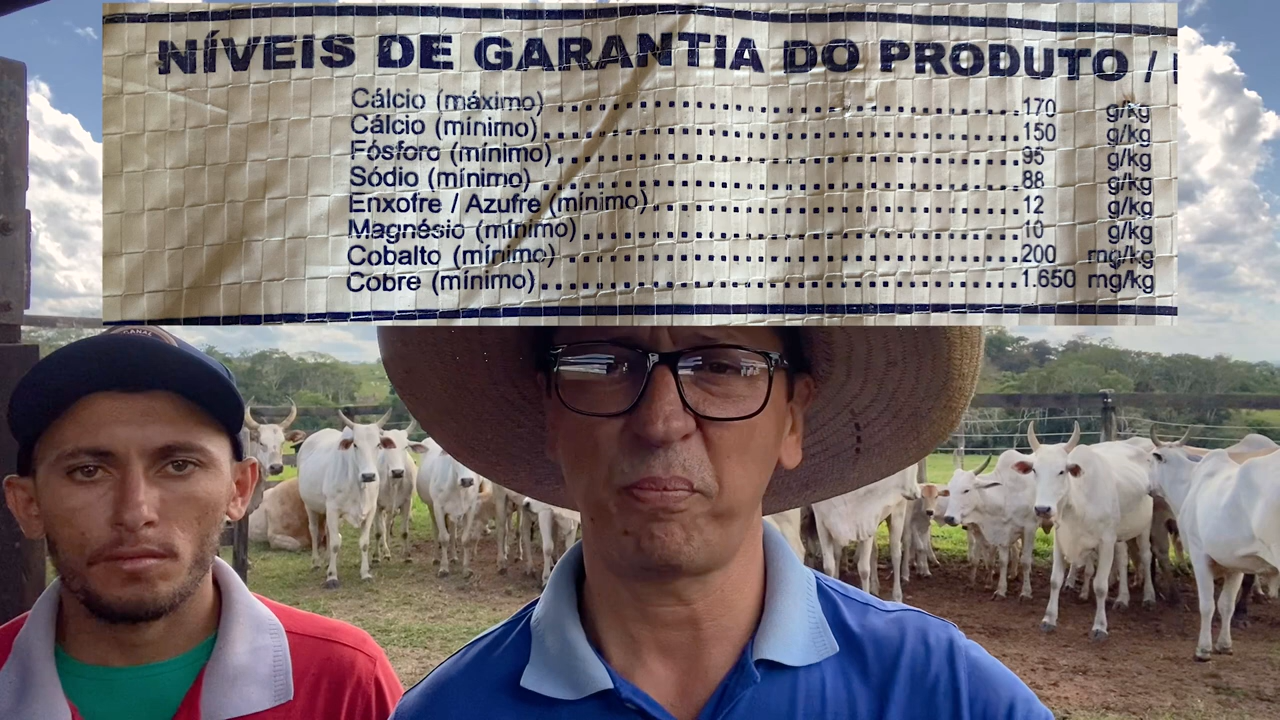 NÍVEIS DE GARANTIA DO PRODUTO /
Cálcio (máximo) 170 g/kg
Cálcio (mínimo) 150 g/kg
Fósforo (mínimo) 95 g/kg
Sódio (mínimo) 88 g/kg
Enxofre / Azufre (mínimo) 12 g/kg
Magnésio (mínimo) 10 g/kg
Cobalto (mínimo) 200 mg/kg
Cobre (mínimo) 1.650 mg/kg